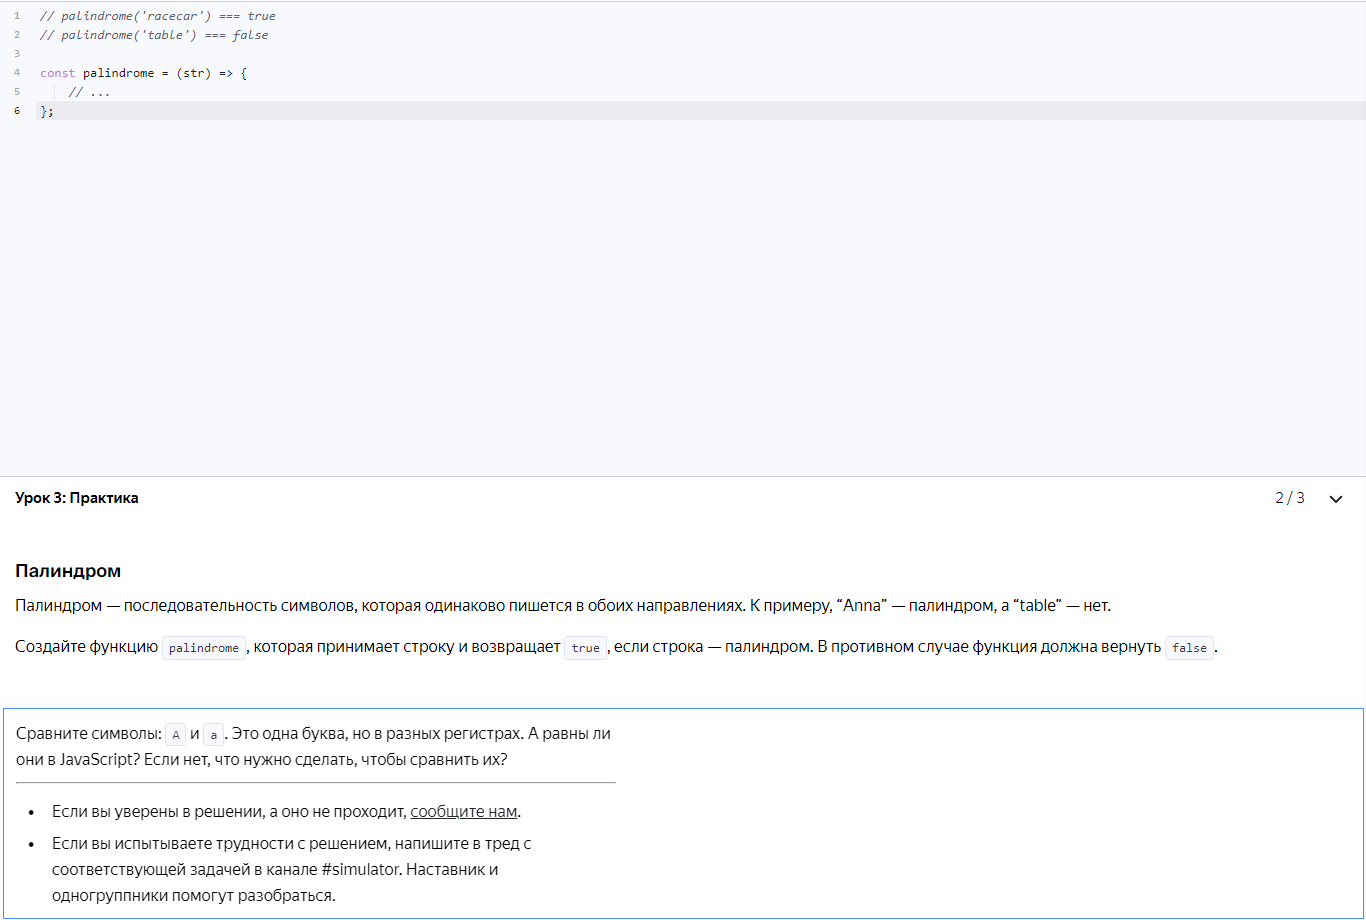 1 // palindrome('racecar') === true
2 // palindrome('table') === false
3
4 const palindrome = (str) => {
5 // ...
6 };
Урок 3: Практика 2 / 3
Палиндром
Палиндром — последовательность символов, которая одинаково пишется в обоих направлениях. К примеру, “Anna” — палиндром, а “table” — нет.
Создайте функцию palindrome, которая принимает строку и возвращает true, если строка — палиндром. В противном случае функция должна вернуть false.
Сравните символы: A и a. Это одна буква, но в разных регистрах. А равны ли
они в JavaScript? Если нет, что нужно сделать, чтобы сравнить их?
• Если вы уверены в решении, а оно не проходит, сообщите нам.
• Если вы испытываете трудности с решением, напишите в тред с
соответствующей задачей в канале #simulator. Наставник и
одногруппники помогут разобраться.